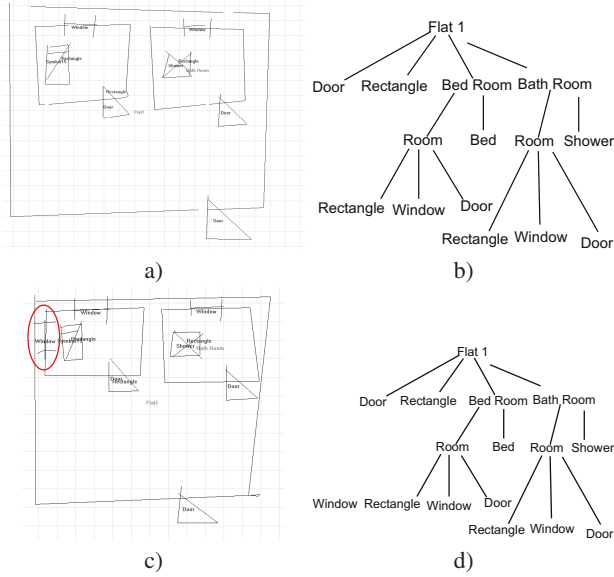 Window
Window
Rectangle
Rectangle
Shower
Bath Room
Rectangle
Door
Flat1
Door
Door
a)
Flat 1
Door Rectangle Bed Room Bath Room
Room Bed Room Shower
Rectangle Window Door
Rectangle Window Door
b)
Window
Window
Window
Rectangle
Rectangle
Shower
Bath Room
Door
Rectangle
Door
Flat1
Door
c)
Flat 1
Door Rectangle Bed Room Bath Room
Room Bed Room Shower
Window Rectangle Window Door
Rectangle Window Door
d)